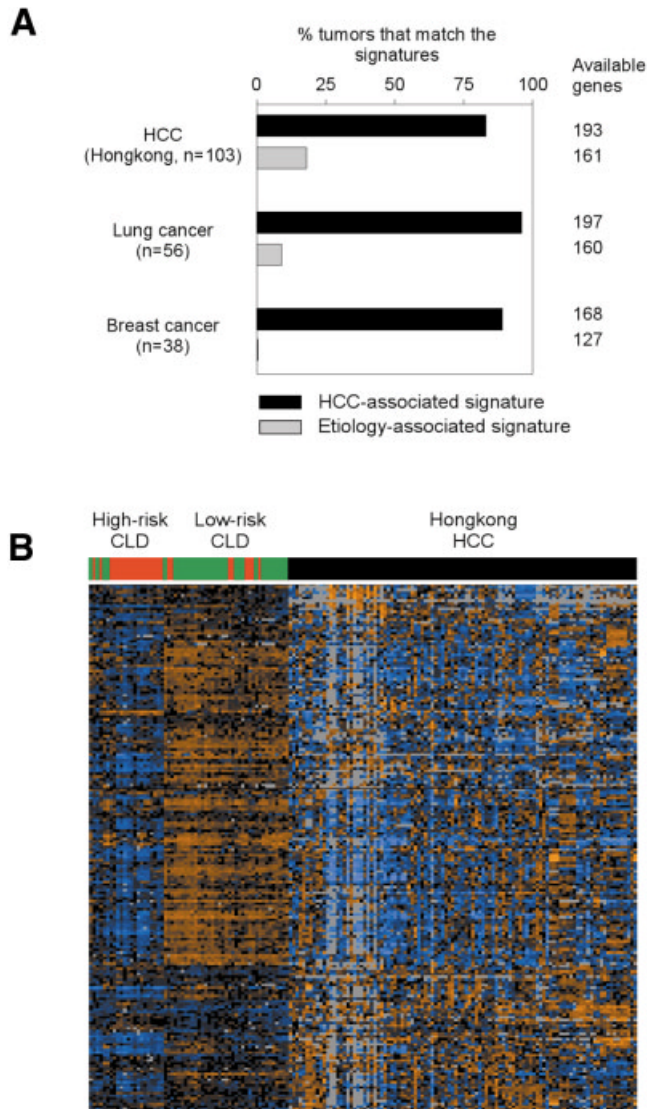 A
% tumors that match the
signatures
Available
genes
0 25 50 75 100
HCC
(Hongkong, n=103)
193
161
Lung cancer
(n=56)
197
160
Breast cancer
(n=38)
168
127
HCC-associated signature
Etiology-associated signature
B
High-risk
CLD
Low-risk
CLD
Hongkong
HCC